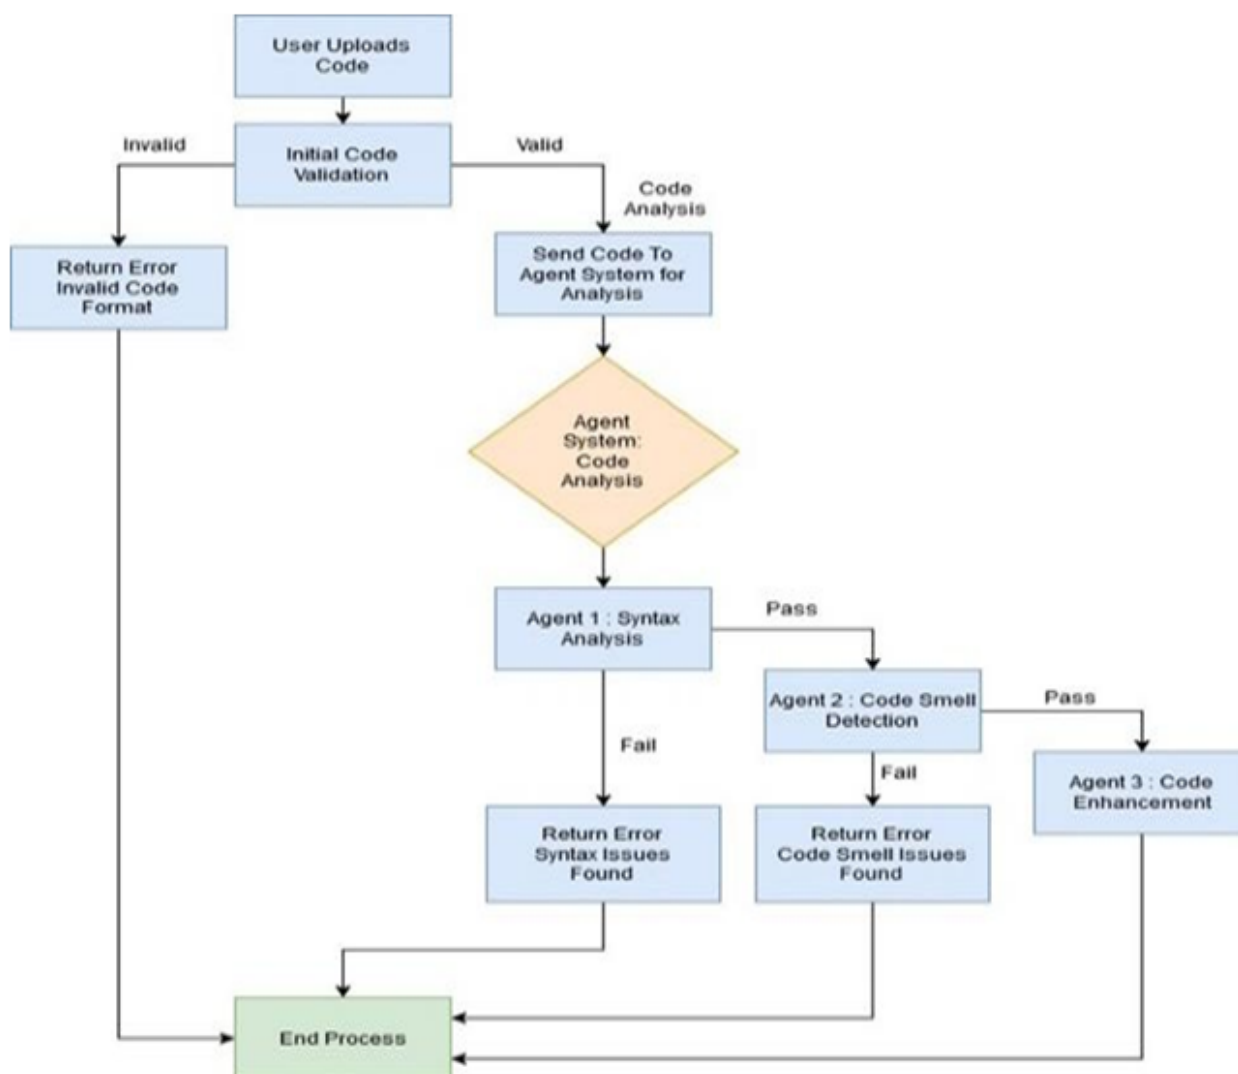 User Uploads
Code
Invalid
Valid
Initial Code
Validation
Code
Analysis
Return Error
Invalid Code
Format
Send Code To
Agent System for
Analysis
Agent
System:
Code
Analysis
Agent 1 : Syntax
Analysis
Pass
Agent 2 : Code Smell
Detection
Pass
Fail
Fail
Agent 3 : Code
Enhancement
Return Error
Syntax Issues
Found
Return Error
Code Smell Issues
Found
End Process